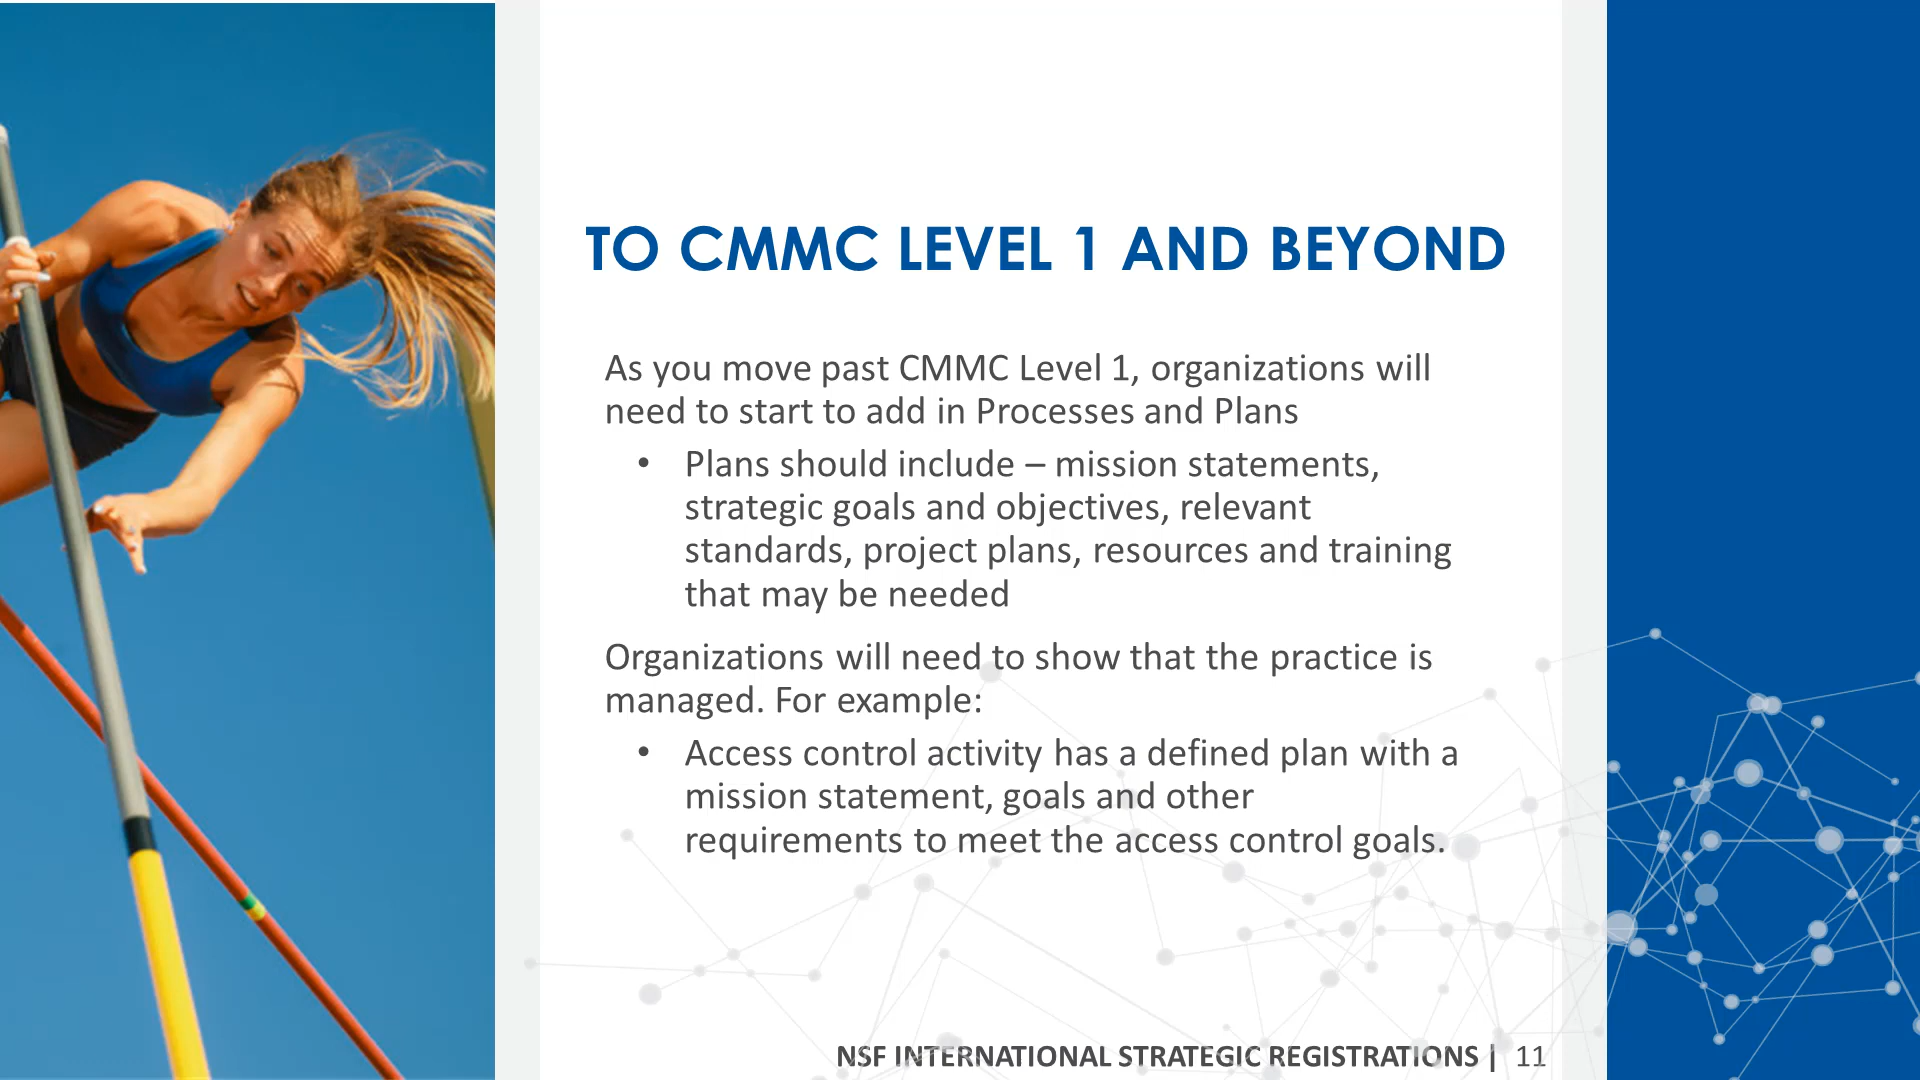 TO CMMC LEVEL 1 AND BEYOND
As you move past CMMC Level 1, organizations will
need to start to add in Processes and Plans
• Plans should include – mission statements,
strategic goals and objectives, relevant
standards, project plans, resources and training
that may be needed
Organizations will need to show that the practice is
managed. For example:
• Access control activity has a defined plan with a
mission statement, goals and other
requirements to meet the access control goals.
NSF INTERNATIONAL STRATEGIC REGISTRATIONS | 11